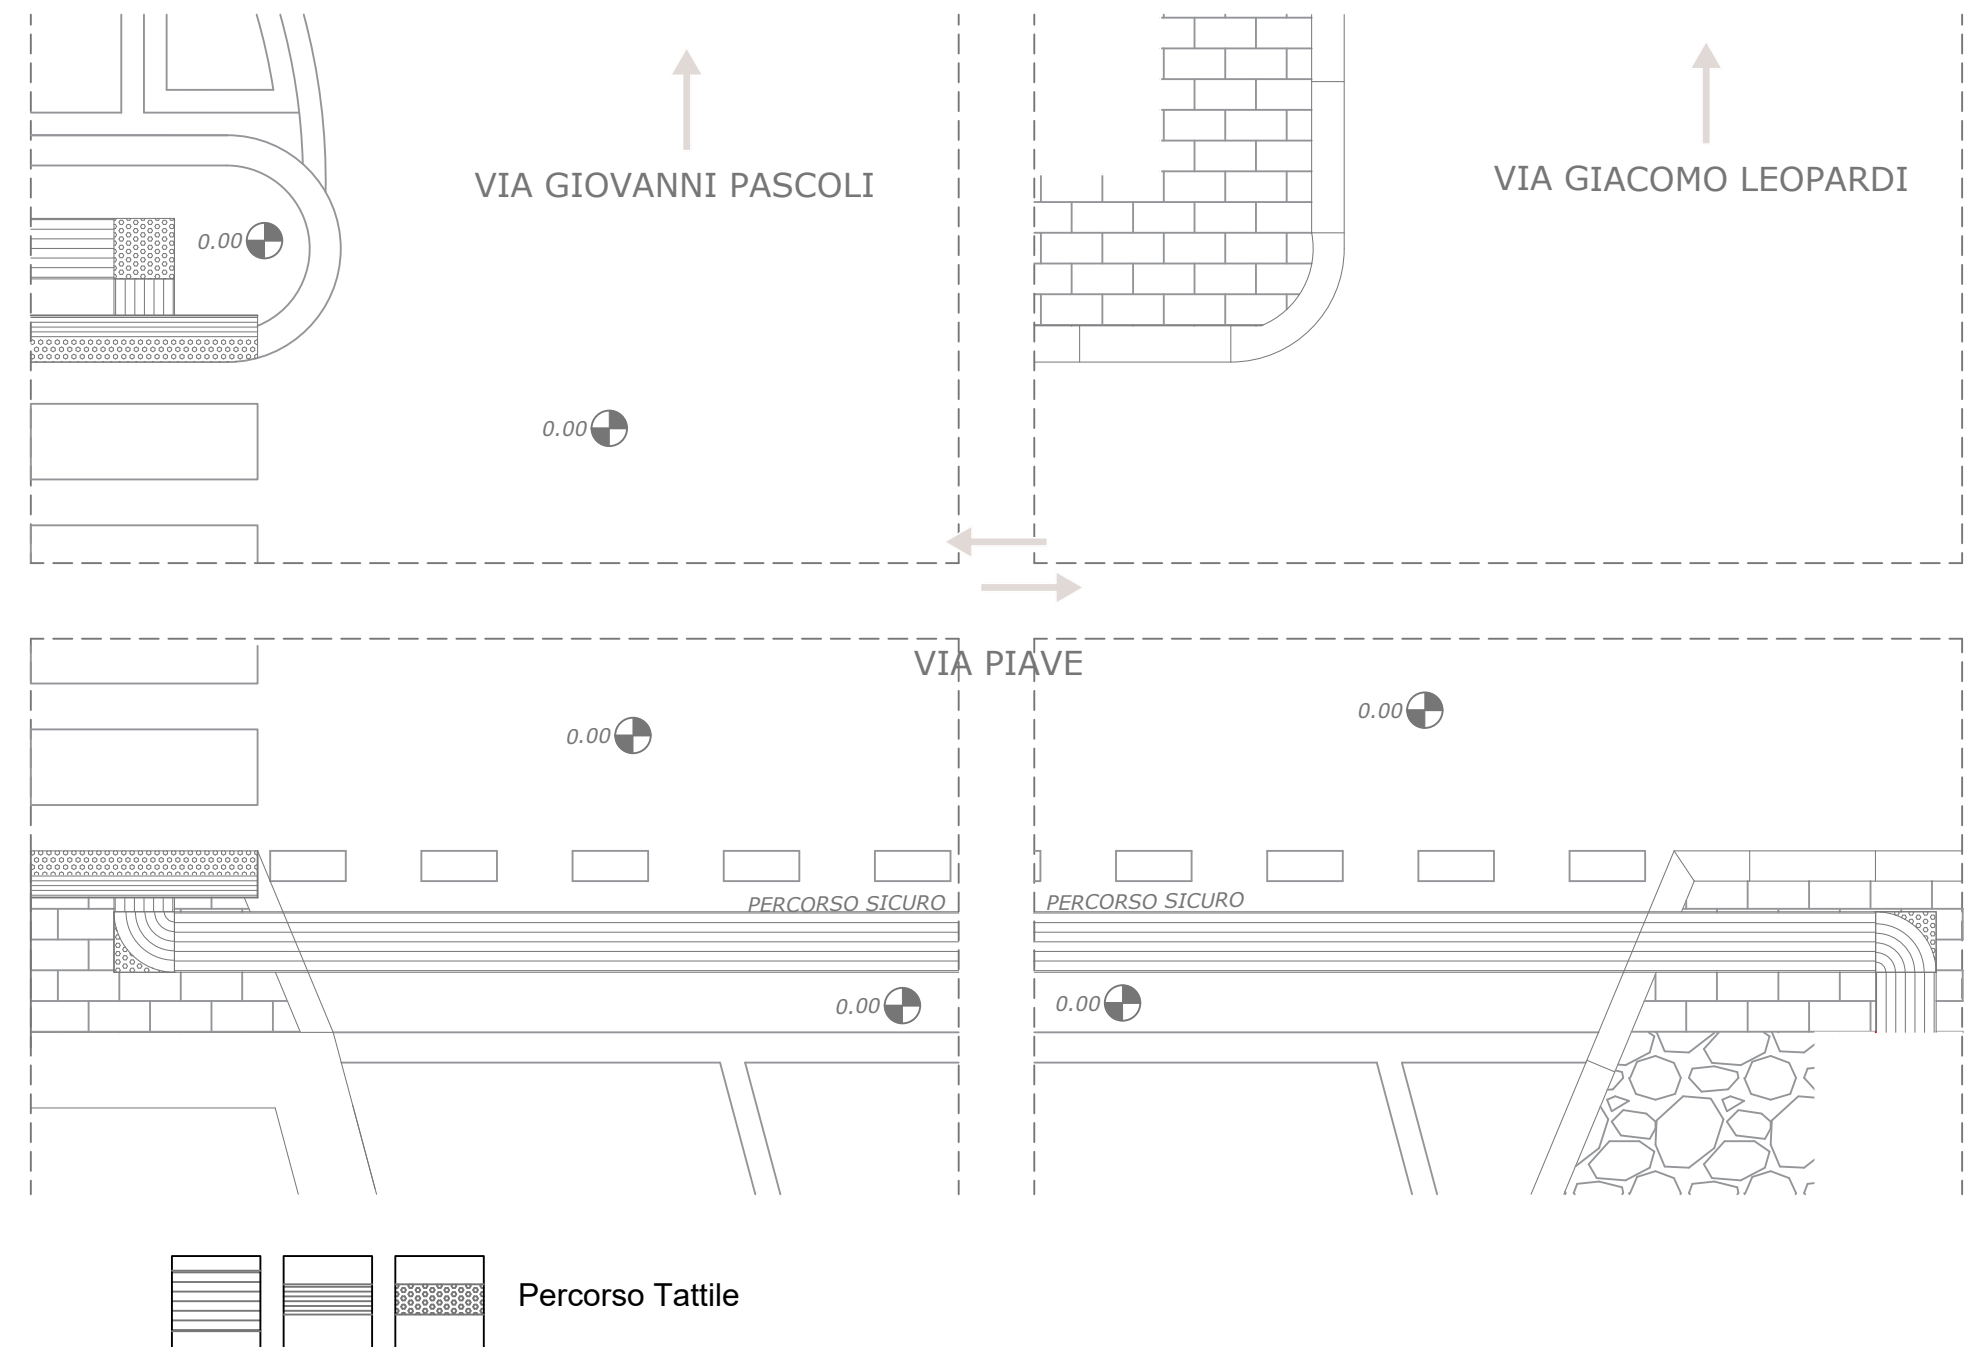 VIA GIOVANNI PASCOLI
VIA GIACOMO LEOPARDI
0.00
0.00
VIA PIAVE
0.00
0.00
PERCORSO SICURO
PERCORSO SICURO
0.00
0.00
Percorso Tattile